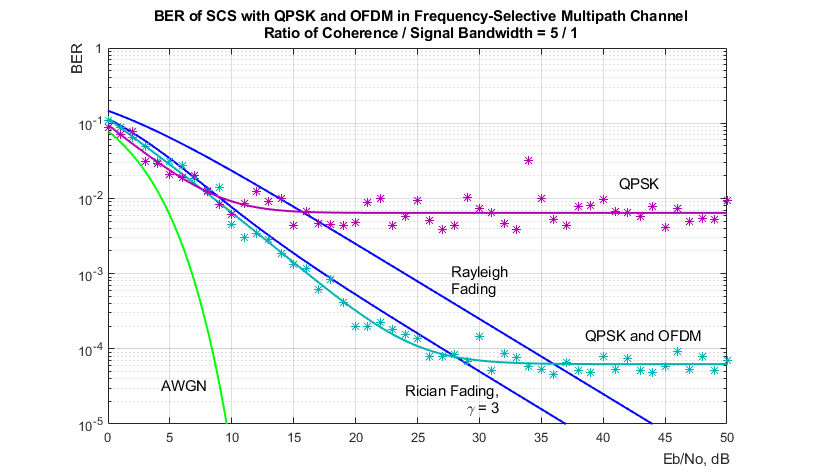 BER of SCS with QPSK and OFDM in Frequency-Selective Multipath Channel
Ratio of Coherence / Signal Bandwidth = 5 / 1
BER
1
10^-1
10^-2
10^-3
10^-4
10^-5
QPSK
Rayleigh
Fading
QPSK and OFDM
AWGN
Rician Fading,
γ = 3
0 5 10 15 20 25 30 35 40 45 50
Eb/No, dB